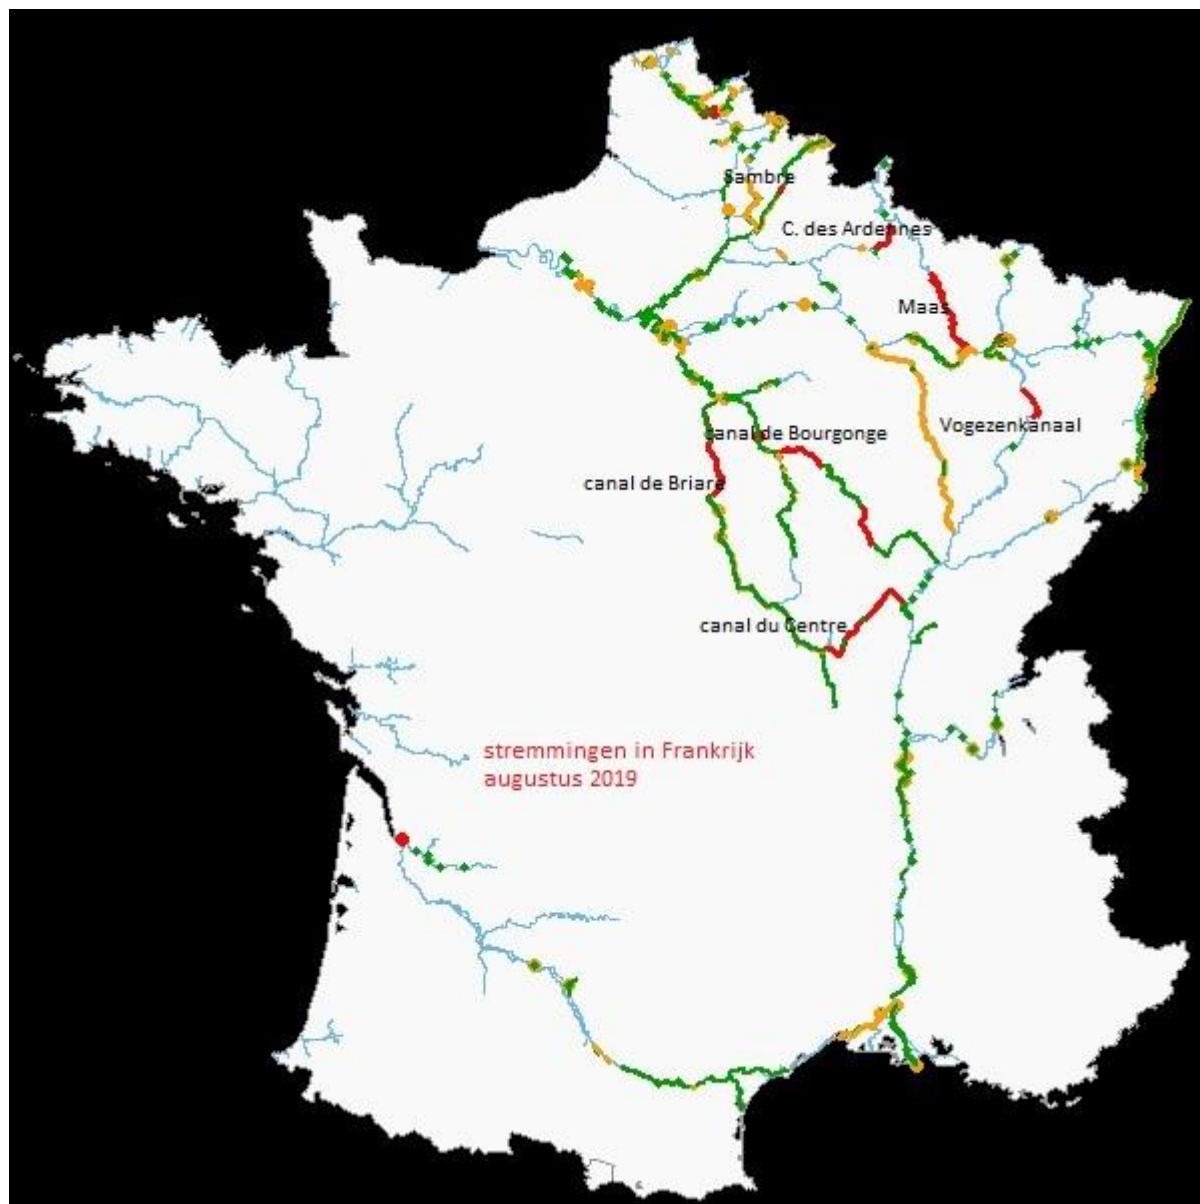 Sambre
C. des Ardennes
Maas
Vogezenkanaal
canal de Bourgonge
canal de Briare
canal du Centre
stremmingen in Frankrijk
augustus 2019